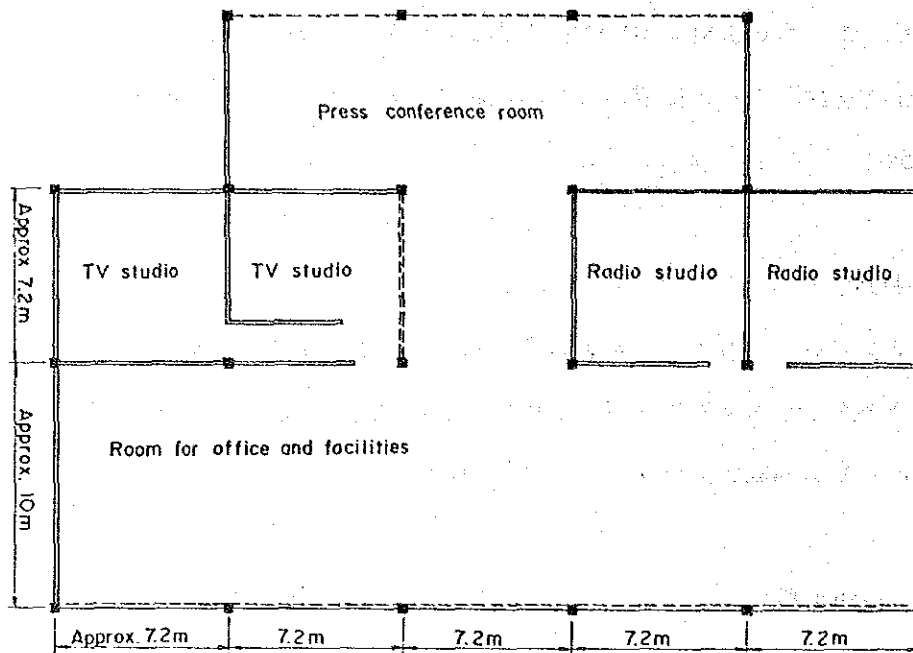 Press conference room
Approx 7.2m
TV studio
TV studio
Radio studio
Radio studio
Approx. 10m
Room for office and facilities
Approx. 7.2m
7.2m
7.2m
7.2m
7.2m